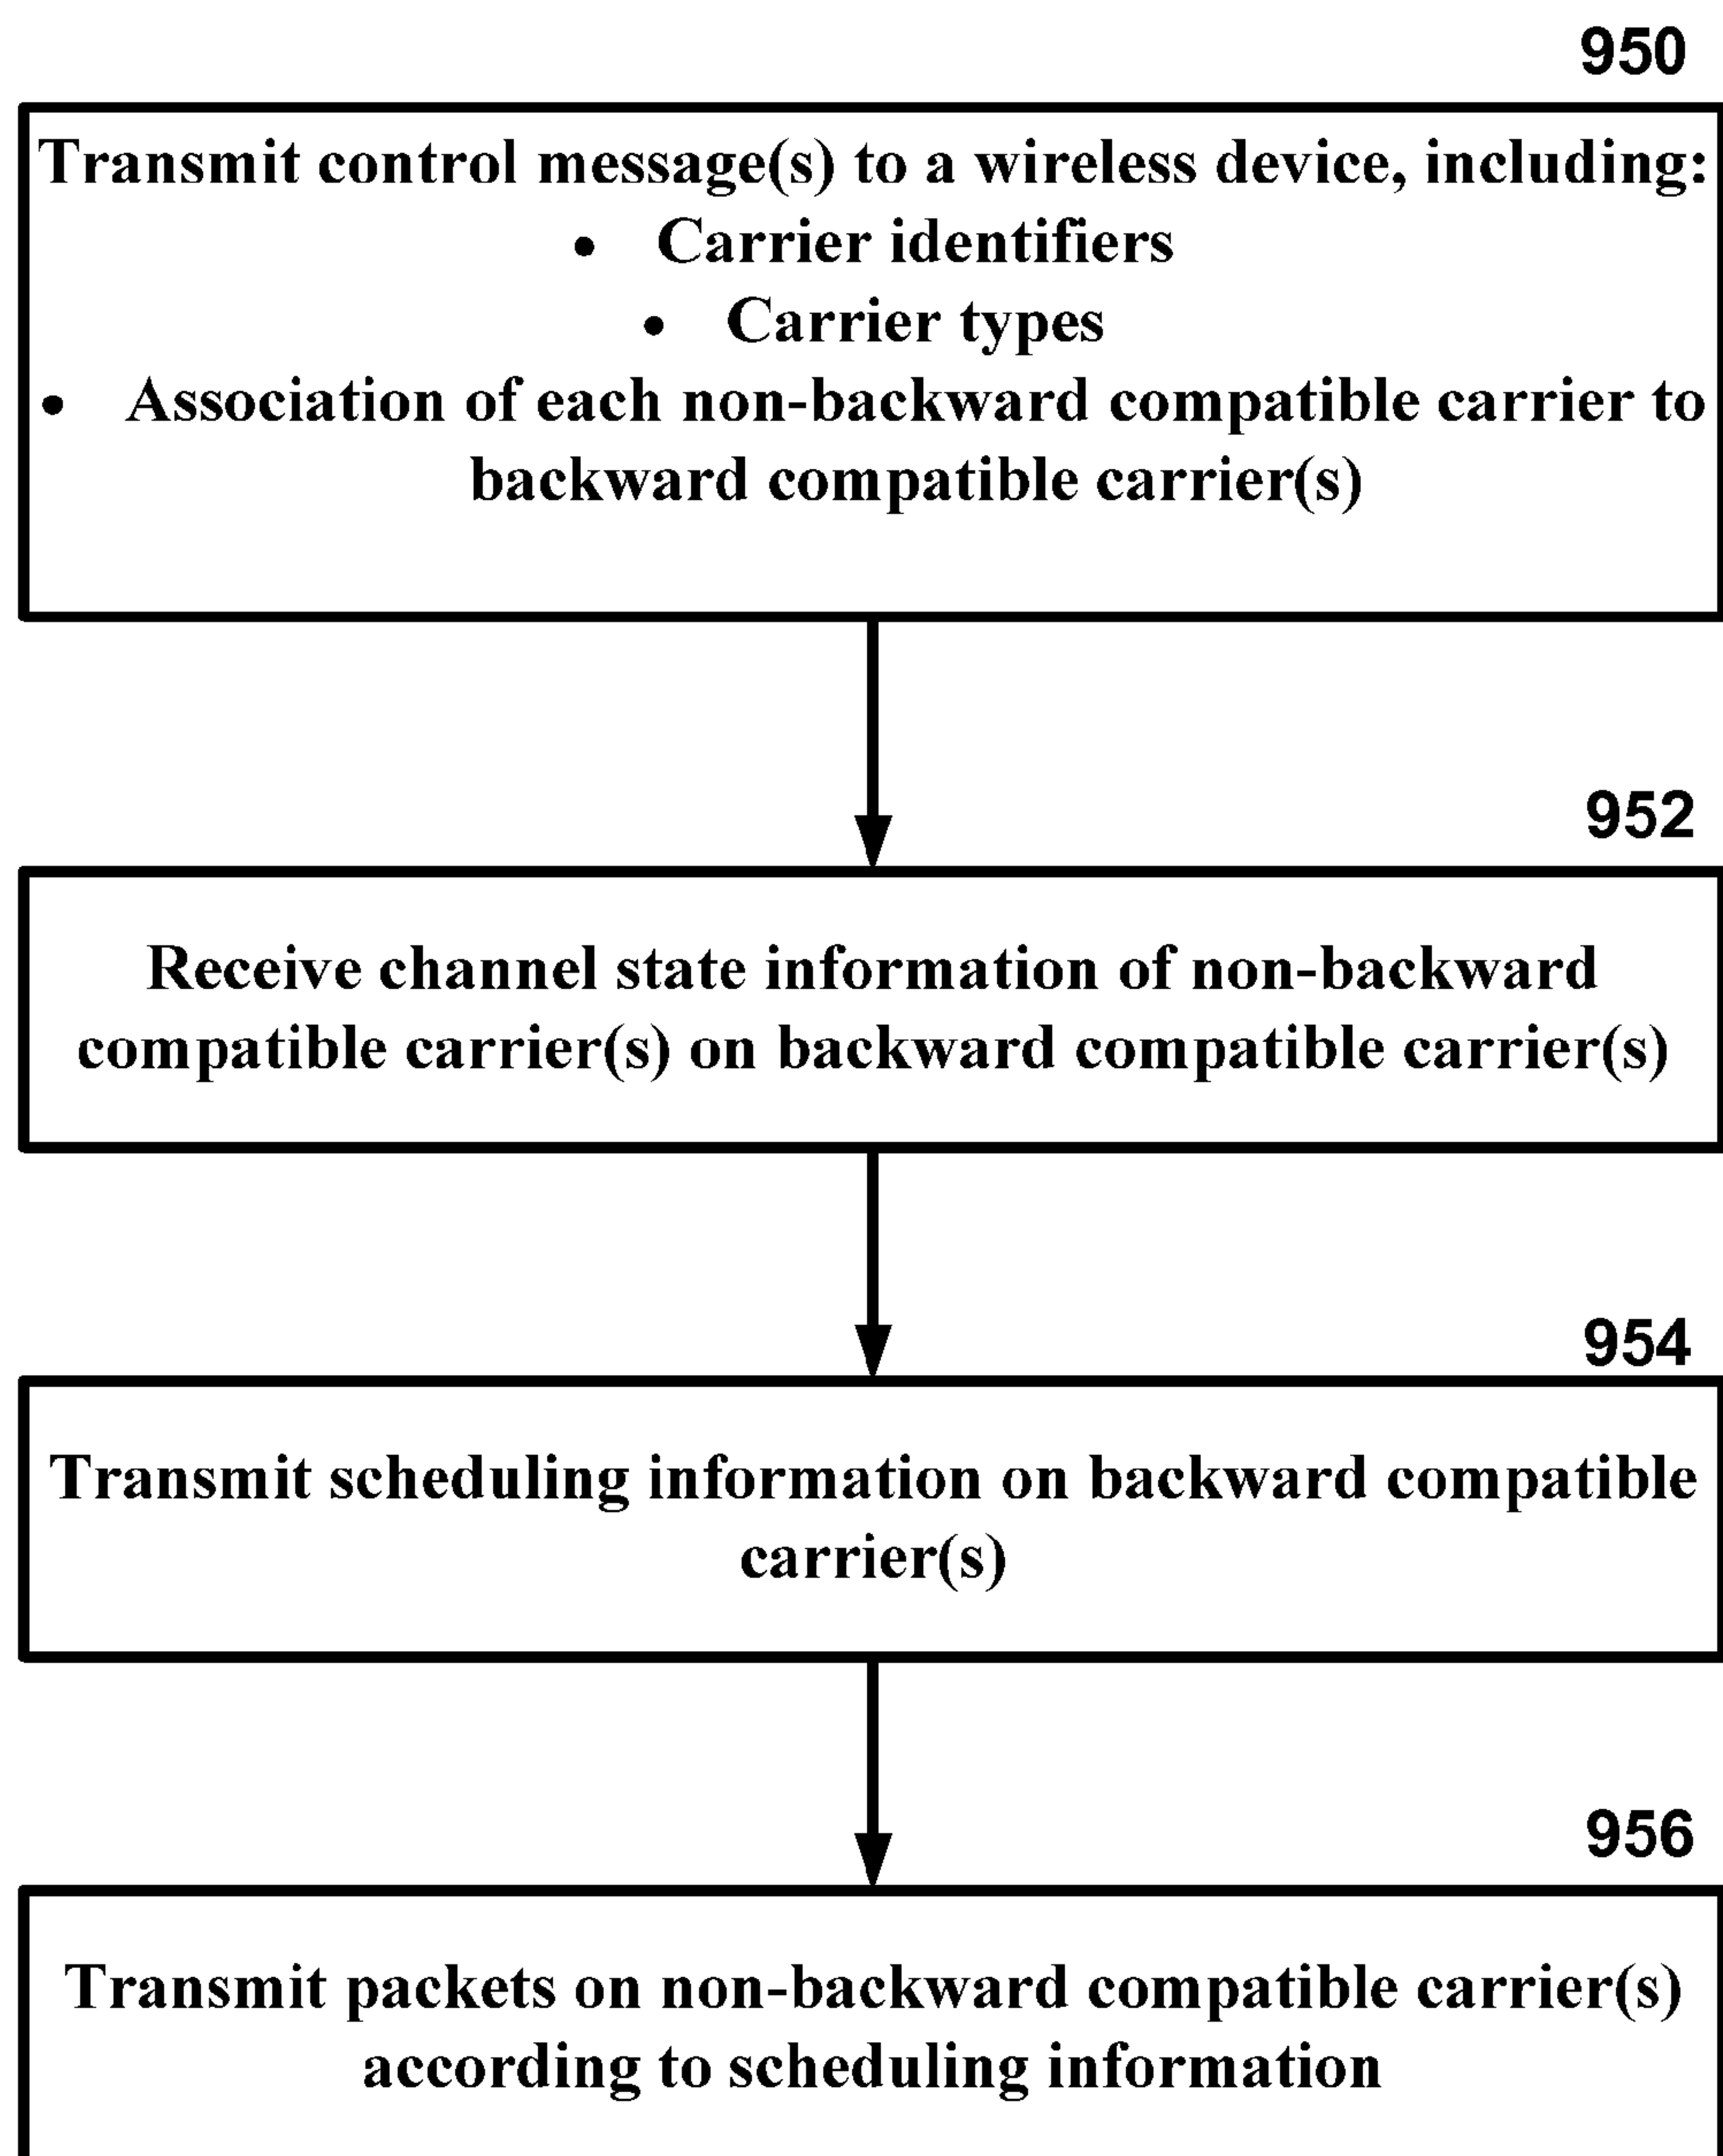 950
Transmit control message(s) to a wireless device, including:
• Carrier identifiers
• Carrier types
• Association of each non-backward compatible carrier to
backward compatible carrier(s)
952
Receive channel state information of non-backward
compatible carrier(s) on backward compatible carrier(s)
954
Transmit scheduling information on backward compatible
carrier(s)
956
Transmit packets on non-backward compatible carrier(s)
according to scheduling information